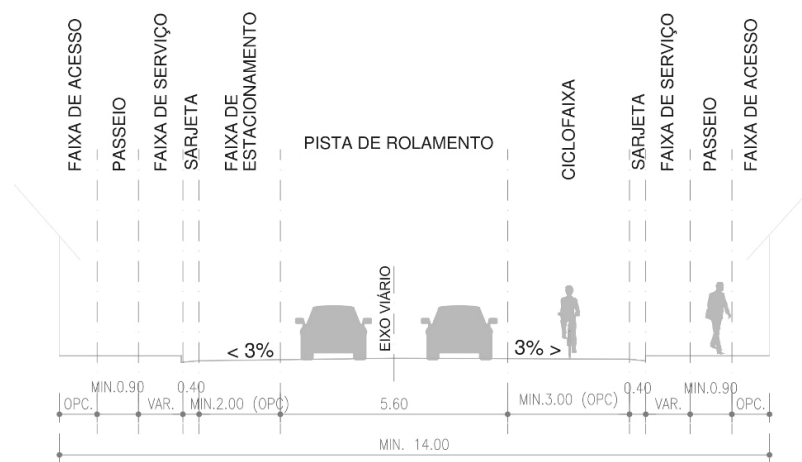 FAIXA DE ACESSO
PASSEIO
FAIXA DE SERVIÇO
SARJETA
FAIXA DE
ESTACIONAMENTO
PISTA DE ROLAMENTO
CICLOFAIXA
SARJETA
FAIXA DE SERVIÇO
PASSEIO
FAIXA DE ACESSO
EIXO VIÁRIO
< 3%
3% >
OPC.
MIN.0.90
VAR.
0.40
MIN.2.00 (OPC)
5.60
MIN.3.00 (OPC)
0.40
VAR.
MIN.0.90
OPC.
MIN. 14.00